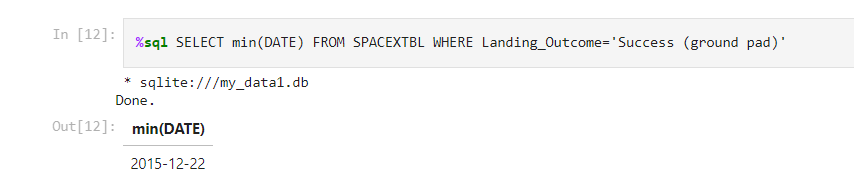 In [12]: %sql SELECT min(DATE) FROM SPACEXTBL WHERE Landing_Outcome='Success (ground pad)'
* sqlite:///my_data1.db
Done.
Out[12]: min(DATE)
2015-12-22